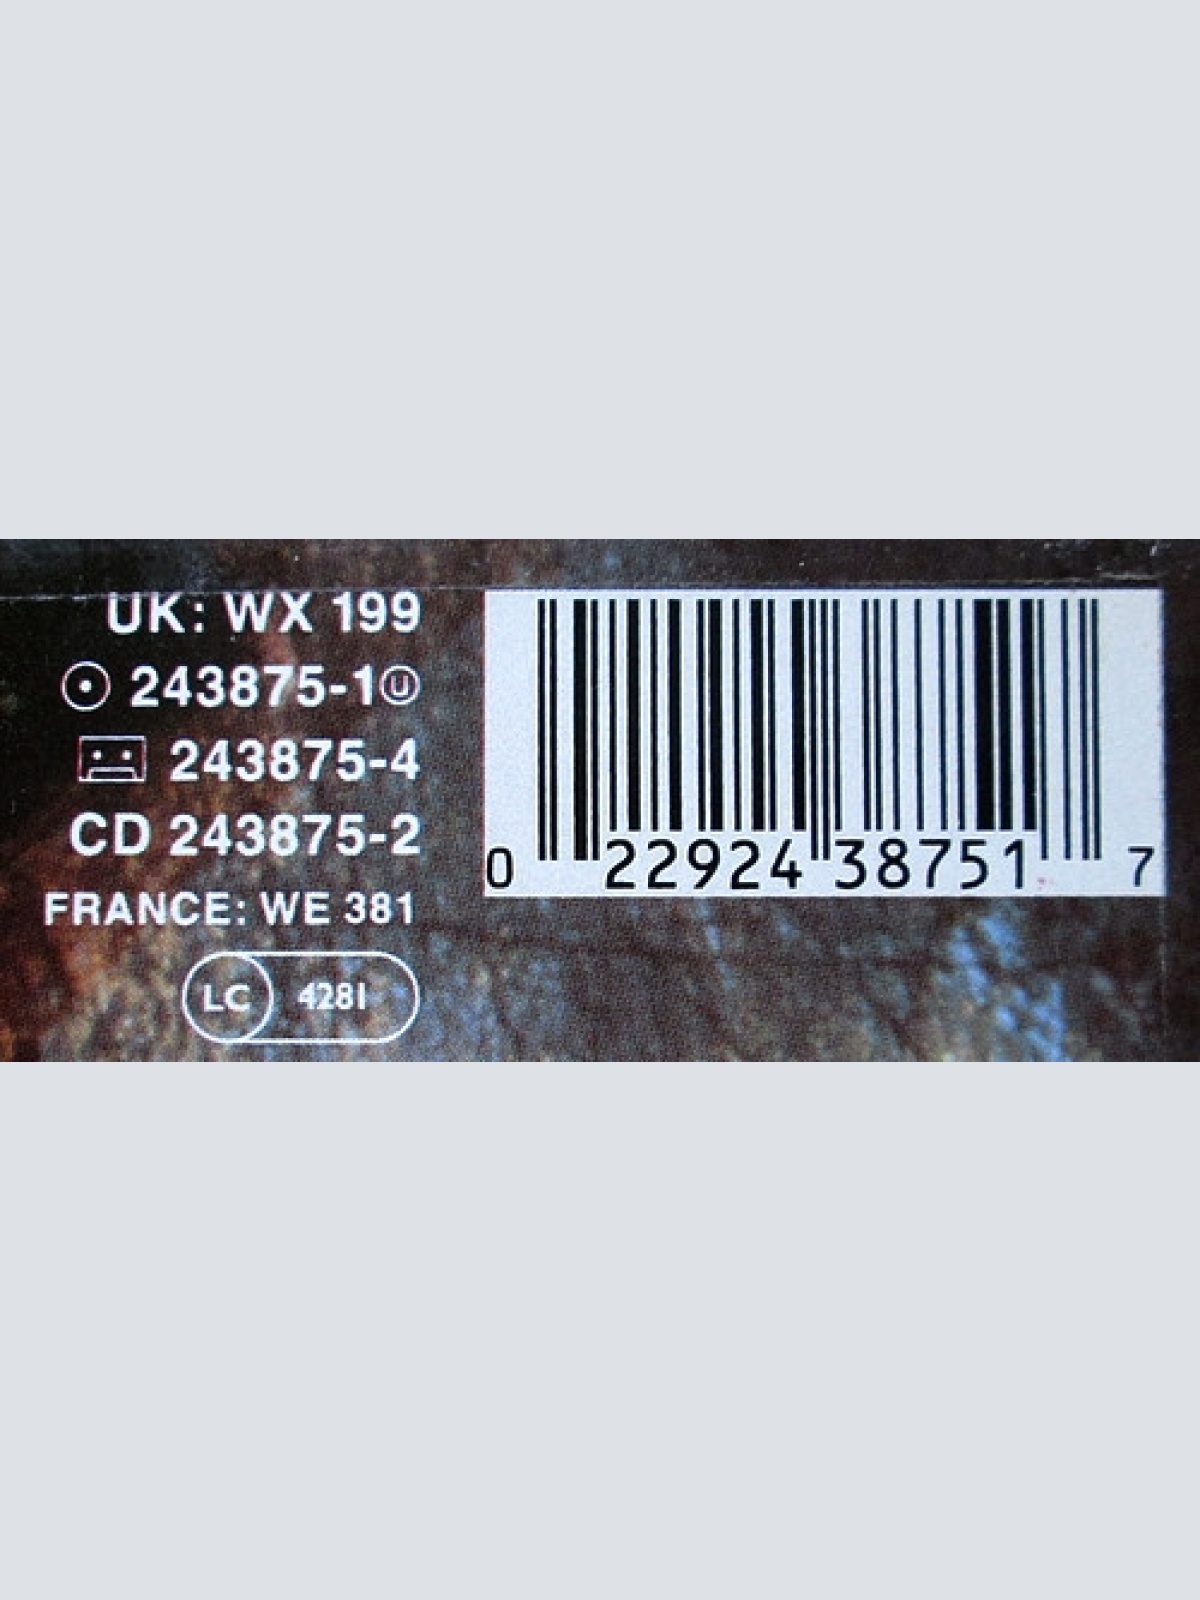 UK: WX 199
243875-1 Ⓤ
243875-4
CD 243875-2
FRANCE: WE 381
LC 4281
0 22924 38751 7